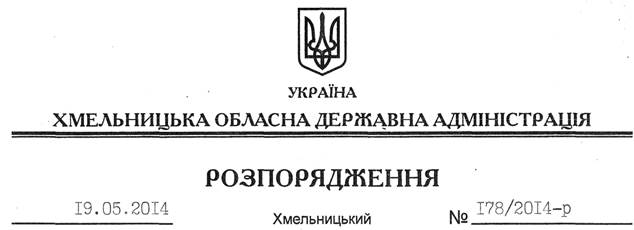 УКРАЇНА
ХМЕЛЬНИЦЬКА ОБЛАСНА ДЕРЖАВНА АДМІНІСТРАЦІЯ
РОЗПОРЯДЖЕННЯ
19.05.2014 Хмельницький № 178/2014-р